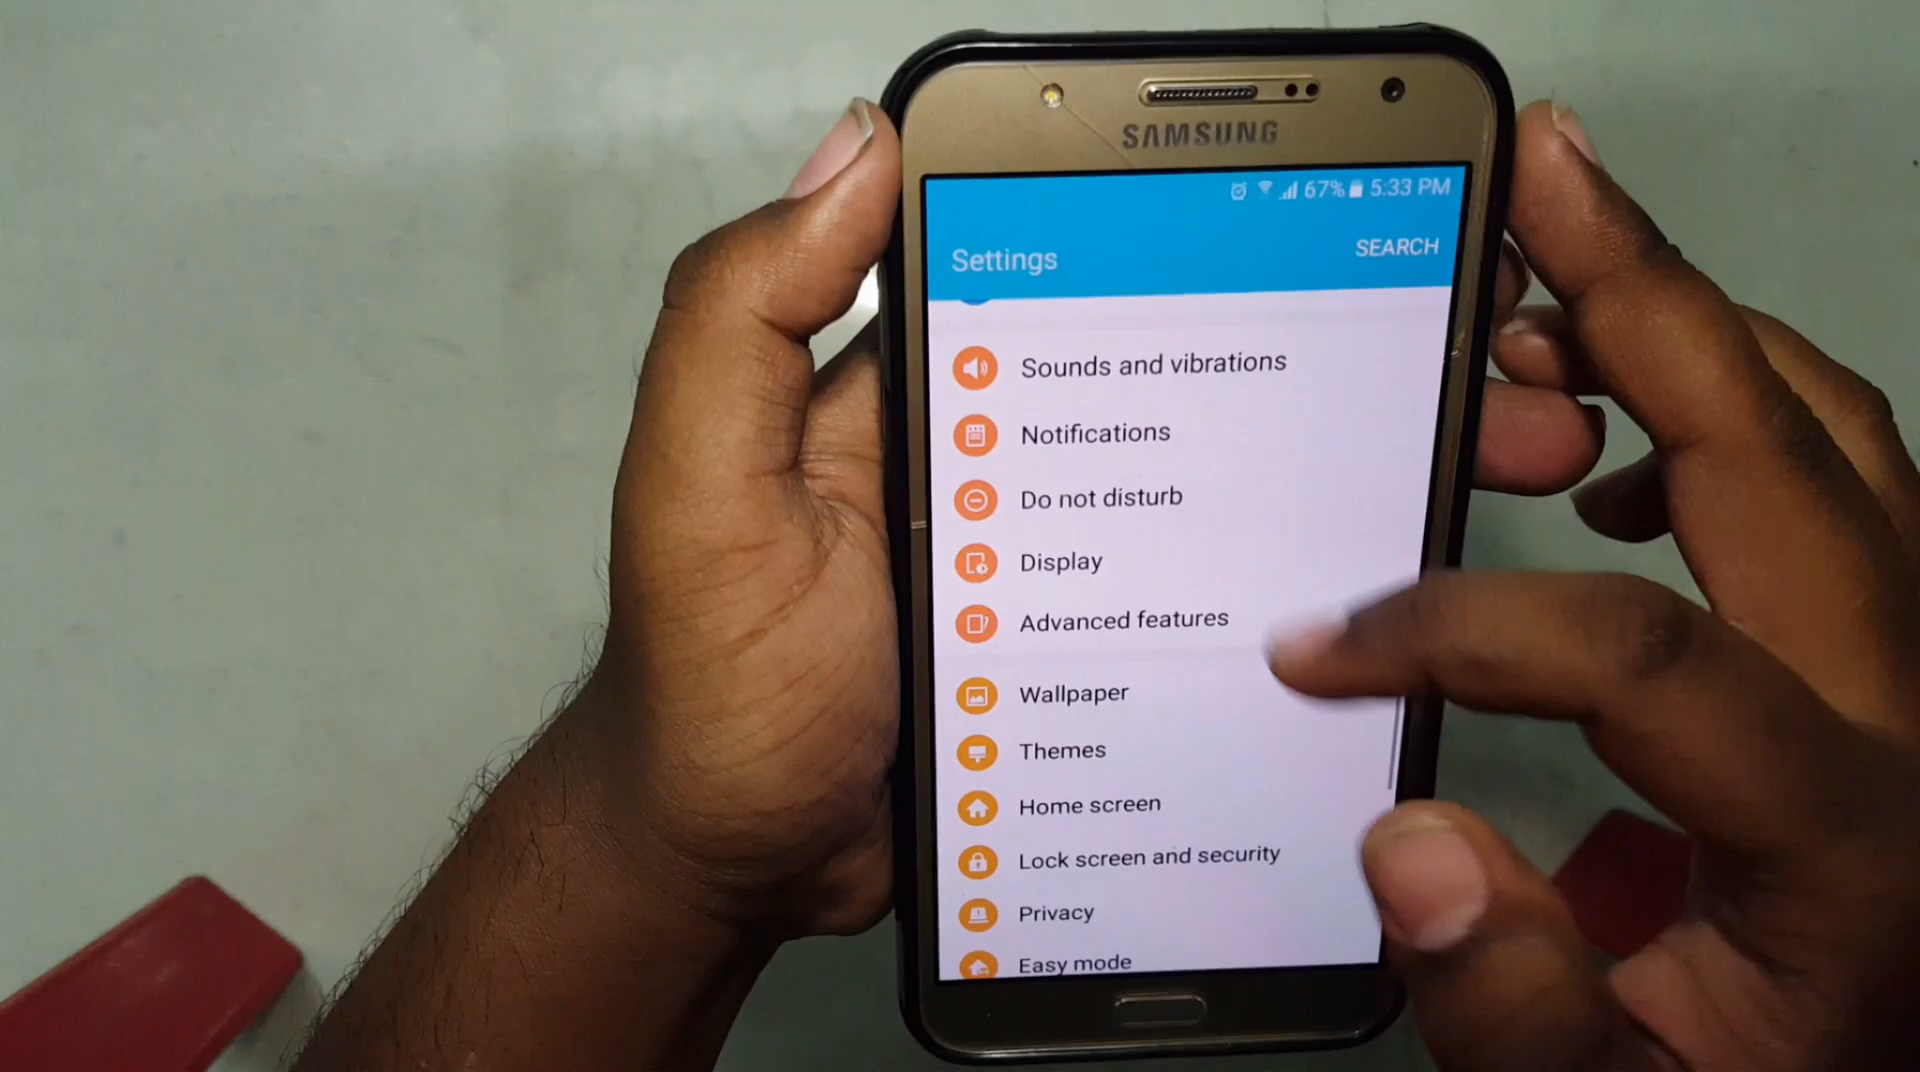 SAMSUNG
67% 5:33 PM
Settings
SEARCH
Sounds and vibrations
Notifications
Do not disturb
Display
Advanced features
Wallpaper
Themes
Home screen
Lock screen and security
Privacy
Easy mode